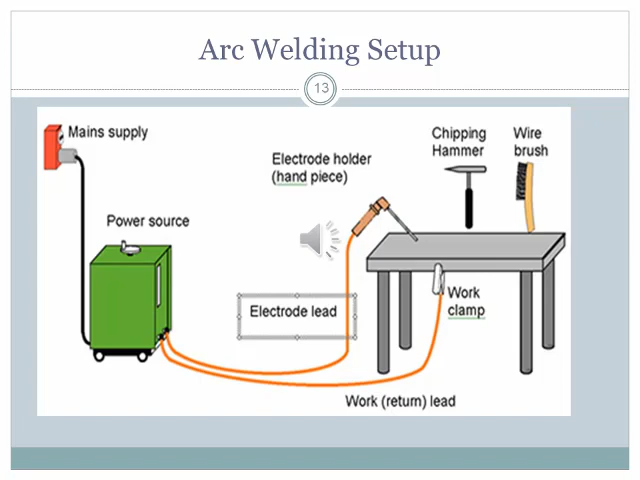 Arc Welding Setup
13
Mains supply
Chipping
Hammer
Wire
brush
Electrode holder
(hand piece)
Power source
Electrode lead
Work
clamp
Work (return) lead